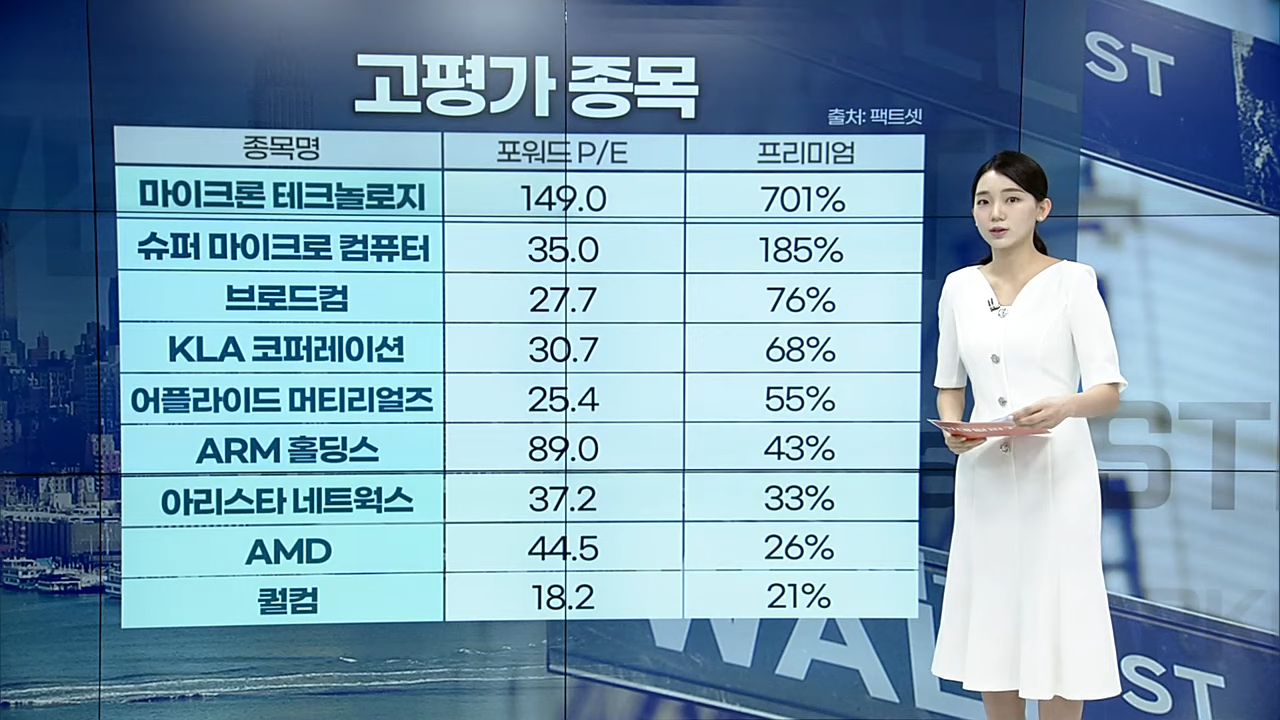 고평가 종목
출처: 팩트셋
종목명 포워드 P/E 프리미엄
마이크론 테크놀로지 149.0 701%
슈퍼 마이크로 컴퓨터 35.0 185%
브로드컴 27.7 76%
KLA 코퍼레이션 30.7 68%
어플라이드 머티리얼즈 25.4 55%
ARM 홀딩스 89.0 43%
아리스타 네트웍스 37.2 33%
AMD 44.5 26%
퀄컴 18.2 21%
ST
ST
WALL ST